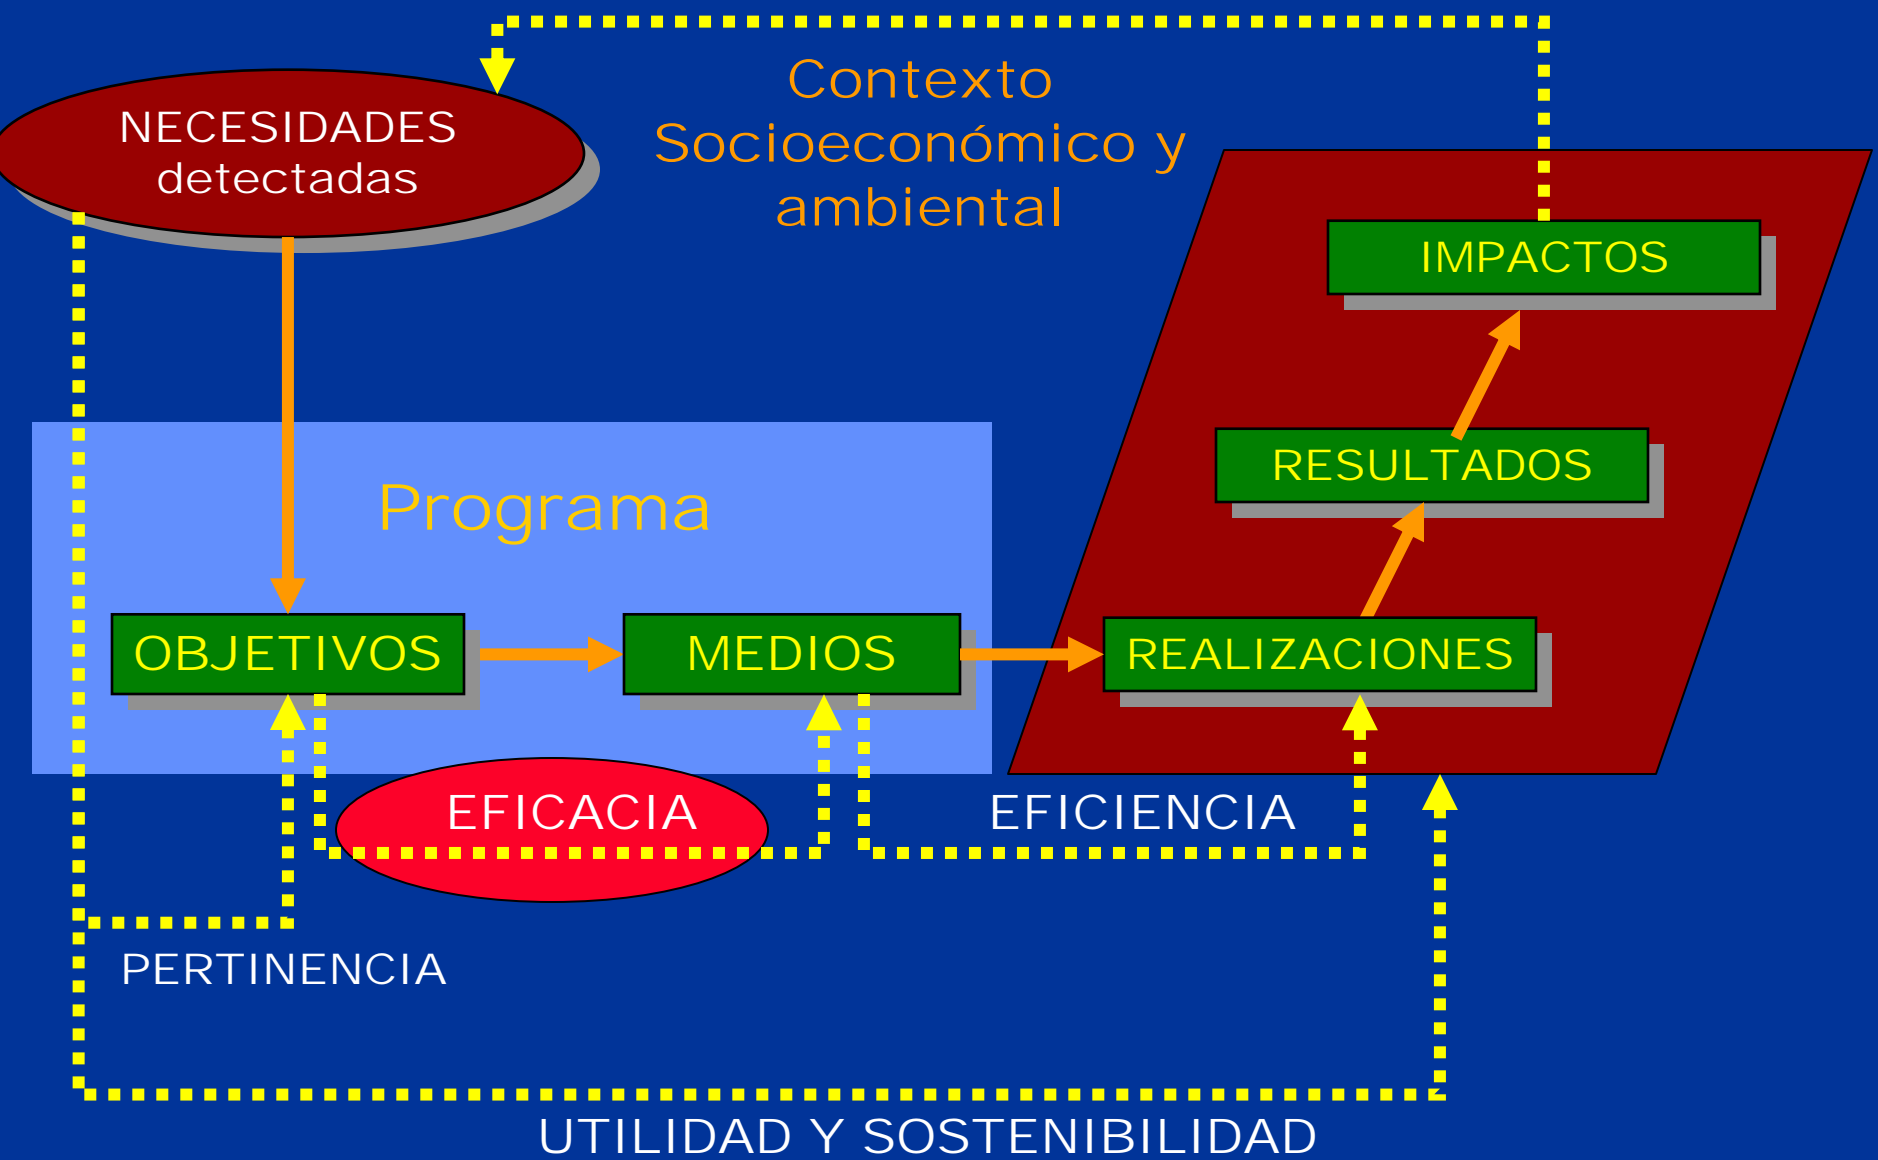 Contexto
Socioeconómico y
ambiental
NECESIDADES
detectadas
IMPACTOS
RESULTADOS
Programa
OBJETIVOS
MEDIOS
REALIZACIONES
EFICACIA
EFICIENCIA
PERTINENCIA
UTILIDAD Y SOSTENIBILIDAD